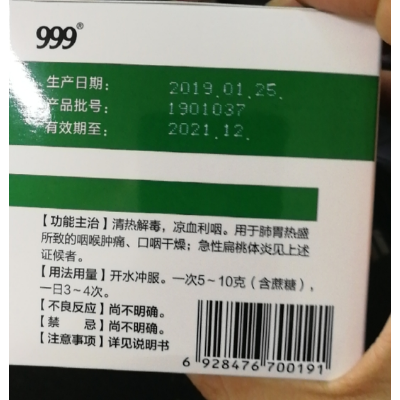 999®
生产日期： 2019.01.25.
产品批号： 1901037
有效期至： 2021.12.
【功能主治】清热解毒，凉血利咽。用于肺胃热盛
所致的咽喉肿痛、口咽干燥；急性扁桃体炎见上述
证候者。
【用法用量】开水冲服。一次5～10克（含蔗糖），
一日3～4次。
【不良反应】尚不明确。
【禁 忌】尚不明确。
【注意事项】详见说明书
6 928476 700191